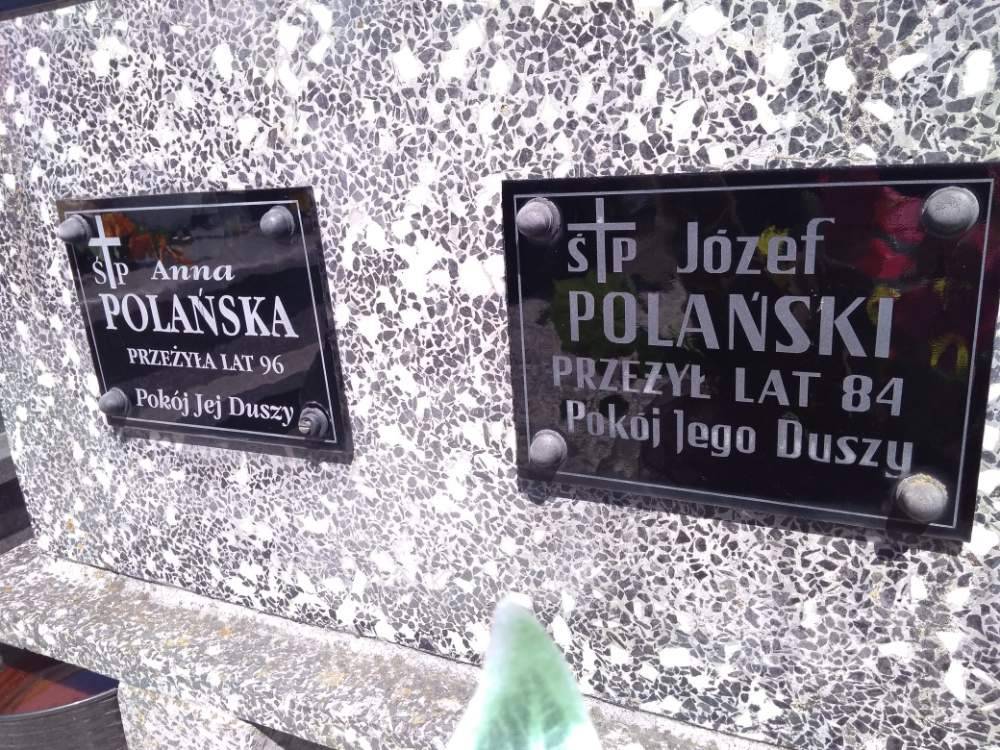 ŚP Anna
POLAŃSKA
PRZEŻYŁA LAT 96
Pokój Jej Duszy
ŚP Józef
POLAŃSKI
PRZEŻYŁ LAT 84
Pokój Jego Duszy